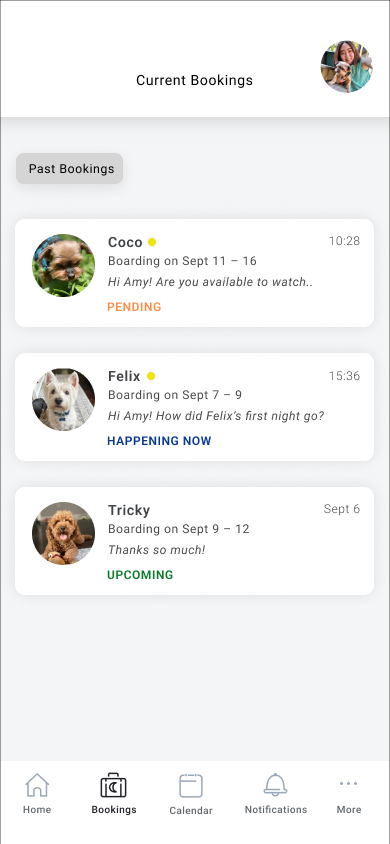 Current Bookings
Past Bookings
Coco 10:28
Boarding on Sept 11 – 16
Hi Amy! Are you available to watch..
PENDING
Felix 15:36
Boarding on Sept 7 – 9
Hi Amy! How did Felix's first night go?
HAPPENING NOW
Tricky Sept 6
Boarding on Sept 9 – 12
Thanks so much!
UPCOMING
Home Bookings Calendar Notifications More